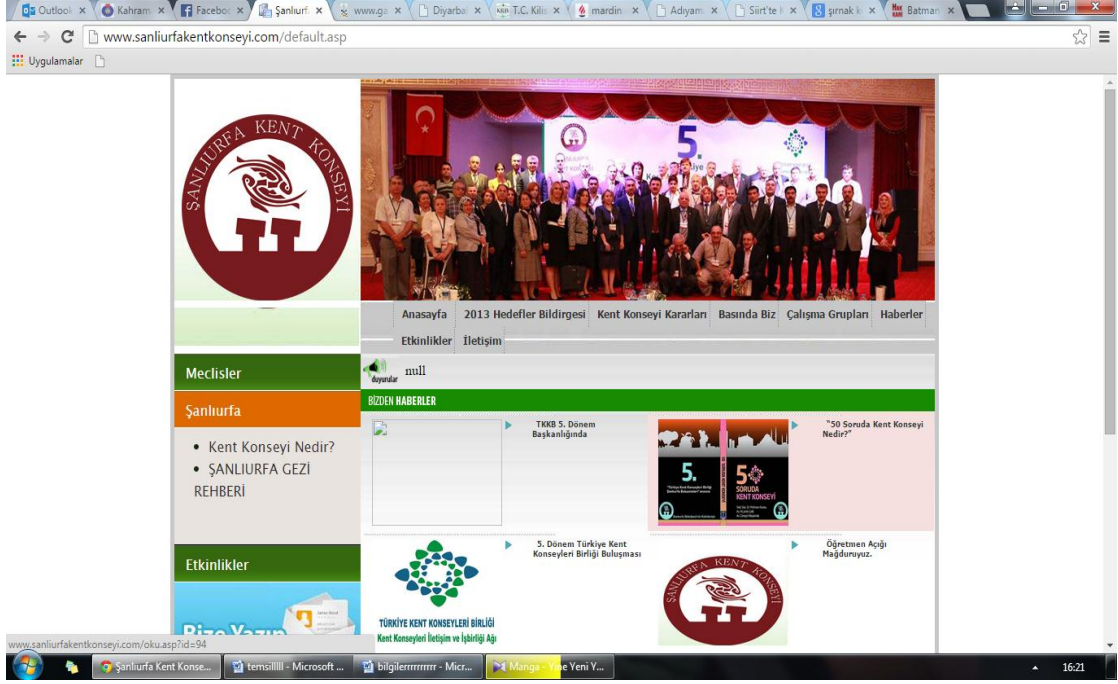 Outlook
Kahram
Faceboo
Şanlıurf
www.ga
Diyarba
T.C. Kilis
mardin
Adıyam
Siirt'te
şırnak k
Batman
www.sanliurfakentkonseyi.com/default.asp
Uygulamalar
ŞANLIURFA KENT KONSEYİ
5.
Anasayfa 2013 Hedefler Bildirgesi Kent Konseyi Kararları Basında Biz Çalışma Grupları Haberler
Etkinlikler İletişim
Meclisler
duyurular null
Şanlıurfa
BİZDEN HABERLER
• Kent Konseyi Nedir?
• ŞANLIURFA GEZİ
REHBERİ
TKKB 5. Dönem
Başkanlığında
5.
50
SORUDA
KENT KONSEYİ
"50 Soruda Kent Konseyi
Nedir?"
Etkinlikler
Bize Yazın
TÜRKİYE KENT KONSEYLERİ BİRLİĞİ
Kent Konseyleri İletişim ve İşbirliği Ağı
5. Dönem Türkiye Kent
Konseyleri Birliği Buluşması
ŞANLIURFA KENT KONSEYİ
Öğretmen Açığı
Mağduruyuz.
www.sanliurfakentkonseyi.com/oku.asp?id=94
Şanlıurfa Kent Konse...
temsilllll - Microsoft ...
bilgilerrrrrrrrr - Micr...
Manga - Yine Yeni Y...
16:21